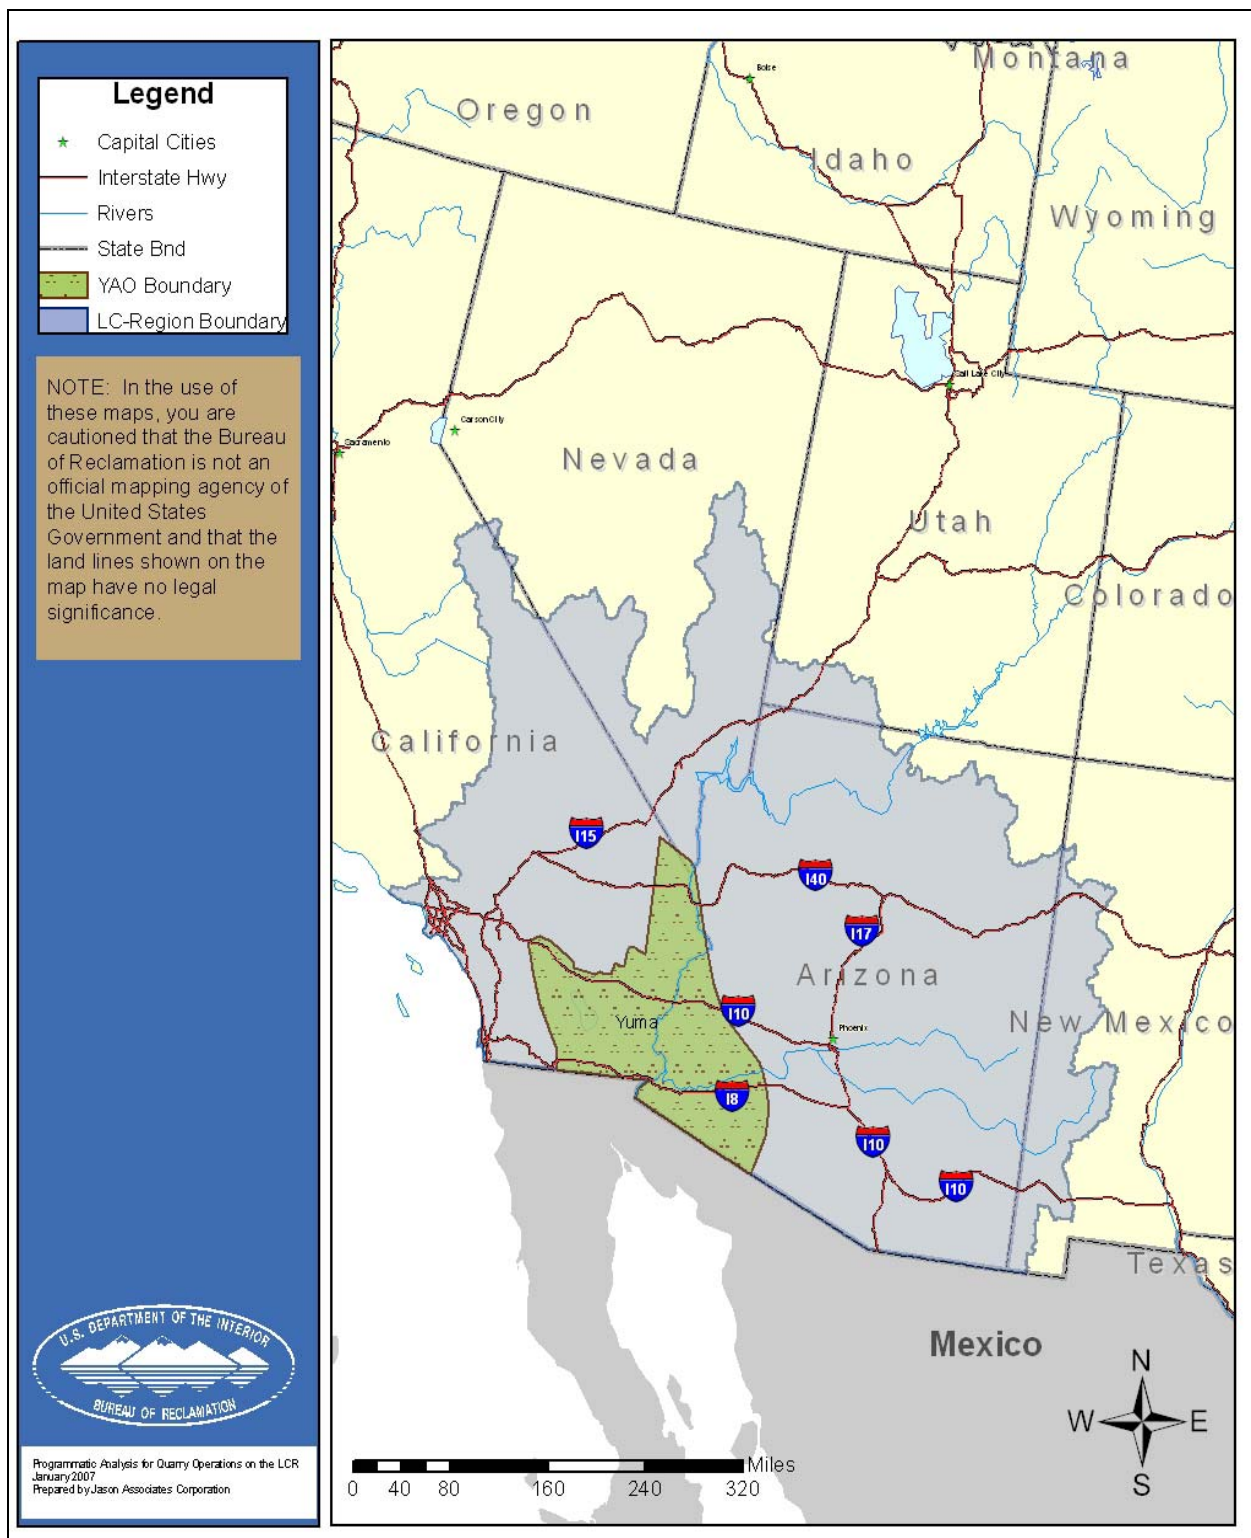 Legend
Capital Cities
Interstate Hwy
Rivers
State Bnd
YAO Boundary
LC-Region Boundary
NOTE: In the use of
these maps, you are
cautioned that the Bureau
of Reclamation is not an
official mapping agency of
the United States
Government and that the
land lines shown on the
map have no legal
significance.
U.S. DEPARTMENT OF THE INTERIOR
BUREAU OF RECLAMATION
Programmatic Analysis for Quarry Operations on the LCR
January 2007
Prepared by Jason Associates Corporation
Montana
Boise
Oregon
Idaho
Wyoming
Salt Lake City
Carson City
Sacramento
Nevada
Utah
Colorado
California
I15
I40
I17
Arizona
I10
Yuma
Phoenix
New Mexico
I8
I10
I10
Texas
Mexico
N
W E
S
Miles
0 40 80 160 240 320